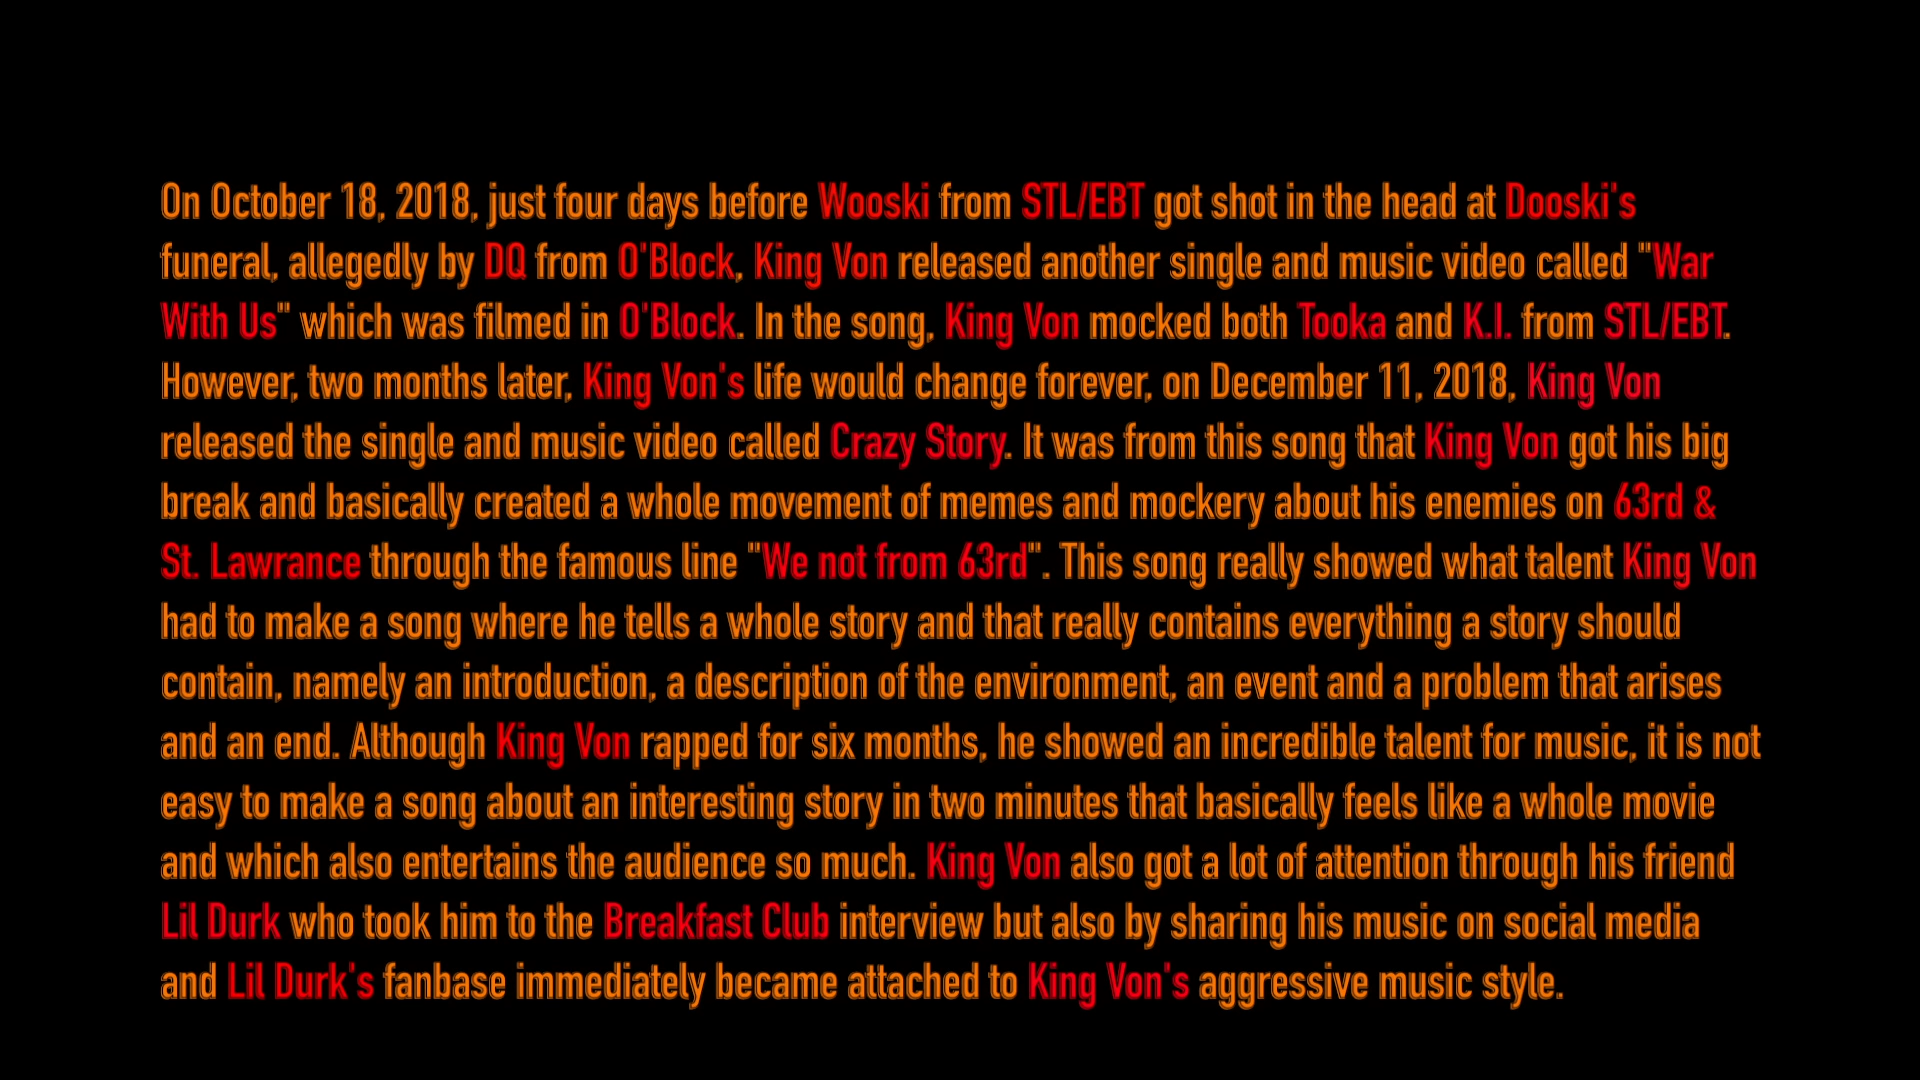 On October 18, 2018, just four days before Wooski from STL/EBT got shot in the head at Dooski's
funeral, allegedly by DQ from O'Block, King Von released another single and music video called "War
With Us" which was filmed in O'Block. In the song, King Von mocked both Tooka and K.I. from STL/EBT.
However, two months later, King Von's life would change forever, on December 11, 2018, King Von
released the single and music video called Crazy Story. It was from this song that King Von got his big
break and basically created a whole movement of memes and mockery about his enemies on 63rd &
St. Lawrance through the famous line "We not from 63rd". This song really showed what talent King Von
had to make a song where he tells a whole story and that really contains everything a story should
contain, namely an introduction, a description of the environment, an event and a problem that arises
and an end. Although King Von rapped for six months, he showed an incredible talent for music, it is not
easy to make a song about an interesting story in two minutes that basically feels like a whole movie
and which also entertains the audience so much. King Von also got a lot of attention through his friend
Lil Durk who took him to the Breakfast Club interview but also by sharing his music on social media
and Lil Durk's fanbase immediately became attached to King Von's aggressive music style.